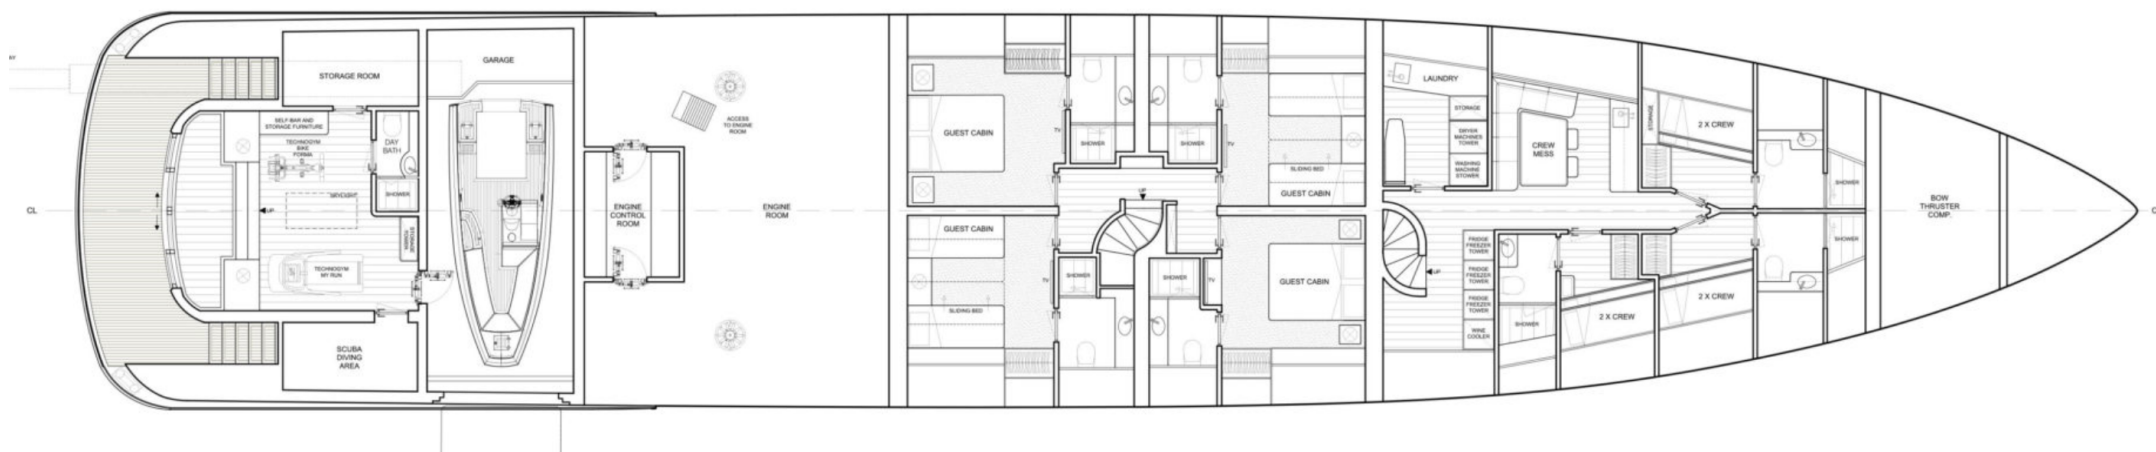 CL
STORAGE ROOM
SELF-BAR AND
STORAGE FURNITURE
TECHNOGYM
BIKE
FORMA
DAY
BATH
SHOWER
SKYLIGHT
UP
STORAGE
TOWER
TECHNOGYM
MY RUN
SCUBA
DIVING
AREA
GARAGE
ENGINE
CONTROL
ROOM
ACCESS
TO ENGINE
ROOM
ENGINE
ROOM
GUEST CABIN
TV
SHOWER
SHOWER
TV
SLIDING BED
GUEST CABIN
UP
GUEST CABIN
SLIDING BED
TV
SHOWER
SHOWER
TV
GUEST CABIN
LAUNDRY
STORAGE
DRYER
MACHINES
TOWER
WASHING
MACHINE
STOWER
UP
FRIDGE
FREEZER
TOWER
FRIDGE
FREEZER
TOWER
FRIDGE
FREEZER
TOWER
WINE
COOLER
CREW
MESS
STORAGE
2 X CREW
SHOWER
SHOWER
2 X CREW
2 X CREW
SHOWER
BOW
THRUSTER
COMP.